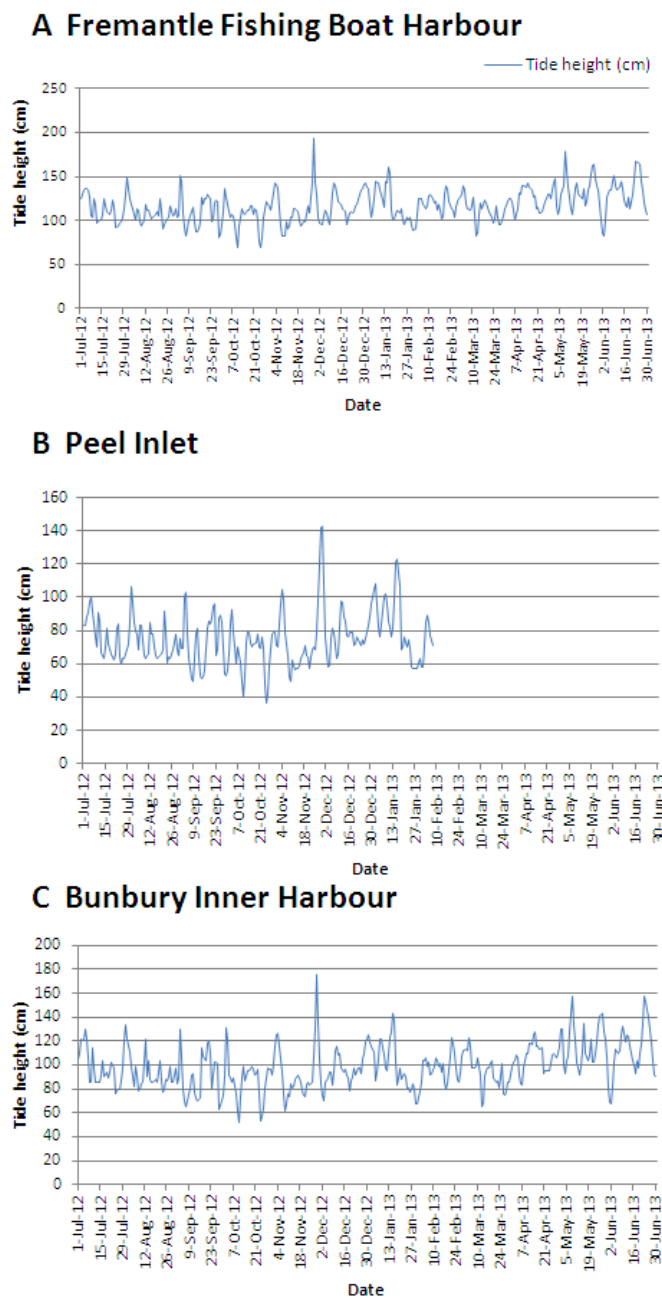 A Fremantle Fishing Boat Harbour
Tide height (cm)
250
200
150
100
50
0
Tide height (cm)
1-Jul-12
15-Jul-12
29-Jul-12
12-Aug-12
26-Aug-12
9-Sep-12
23-Sep-12
7-Oct-12
21-Oct-12
4-Nov-12
18-Nov-12
2-Dec-12
16-Dec-12
30-Dec-12
13-Jan-13
27-Jan-13
10-Feb-13
24-Feb-13
10-Mar-13
24-Mar-13
7-Apr-13
21-Apr-13
5-May-13
19-May-13
2-Jun-13
16-Jun-13
30-Jun-13
Date
B Peel Inlet
160
140
120
100
80
60
40
20
0
Tide height (cm)
1-Jul-12
15-Jul-12
29-Jul-12
12-Aug-12
26-Aug-12
9-Sep-12
23-Sep-12
7-Oct-12
21-Oct-12
4-Nov-12
18-Nov-12
2-Dec-12
16-Dec-12
30-Dec-12
13-Jan-13
27-Jan-13
10-Feb-13
24-Feb-13
10-Mar-13
24-Mar-13
7-Apr-13
21-Apr-13
5-May-13
19-May-13
2-Jun-13
16-Jun-13
30-Jun-13
Date
C Bunbury Inner Harbour
200
180
160
140
120
100
80
60
40
20
0
Tide height (cm)
1-Jul-12
15-Jul-12
29-Jul-12
12-Aug-12
26-Aug-12
9-Sep-12
23-Sep-12
7-Oct-12
21-Oct-12
4-Nov-12
18-Nov-12
2-Dec-12
16-Dec-12
30-Dec-12
13-Jan-13
27-Jan-13
10-Feb-13
24-Feb-13
10-Mar-13
24-Mar-13
7-Apr-13
21-Apr-13
5-May-13
19-May-13
2-Jun-13
16-Jun-13
30-Jun-13
Date